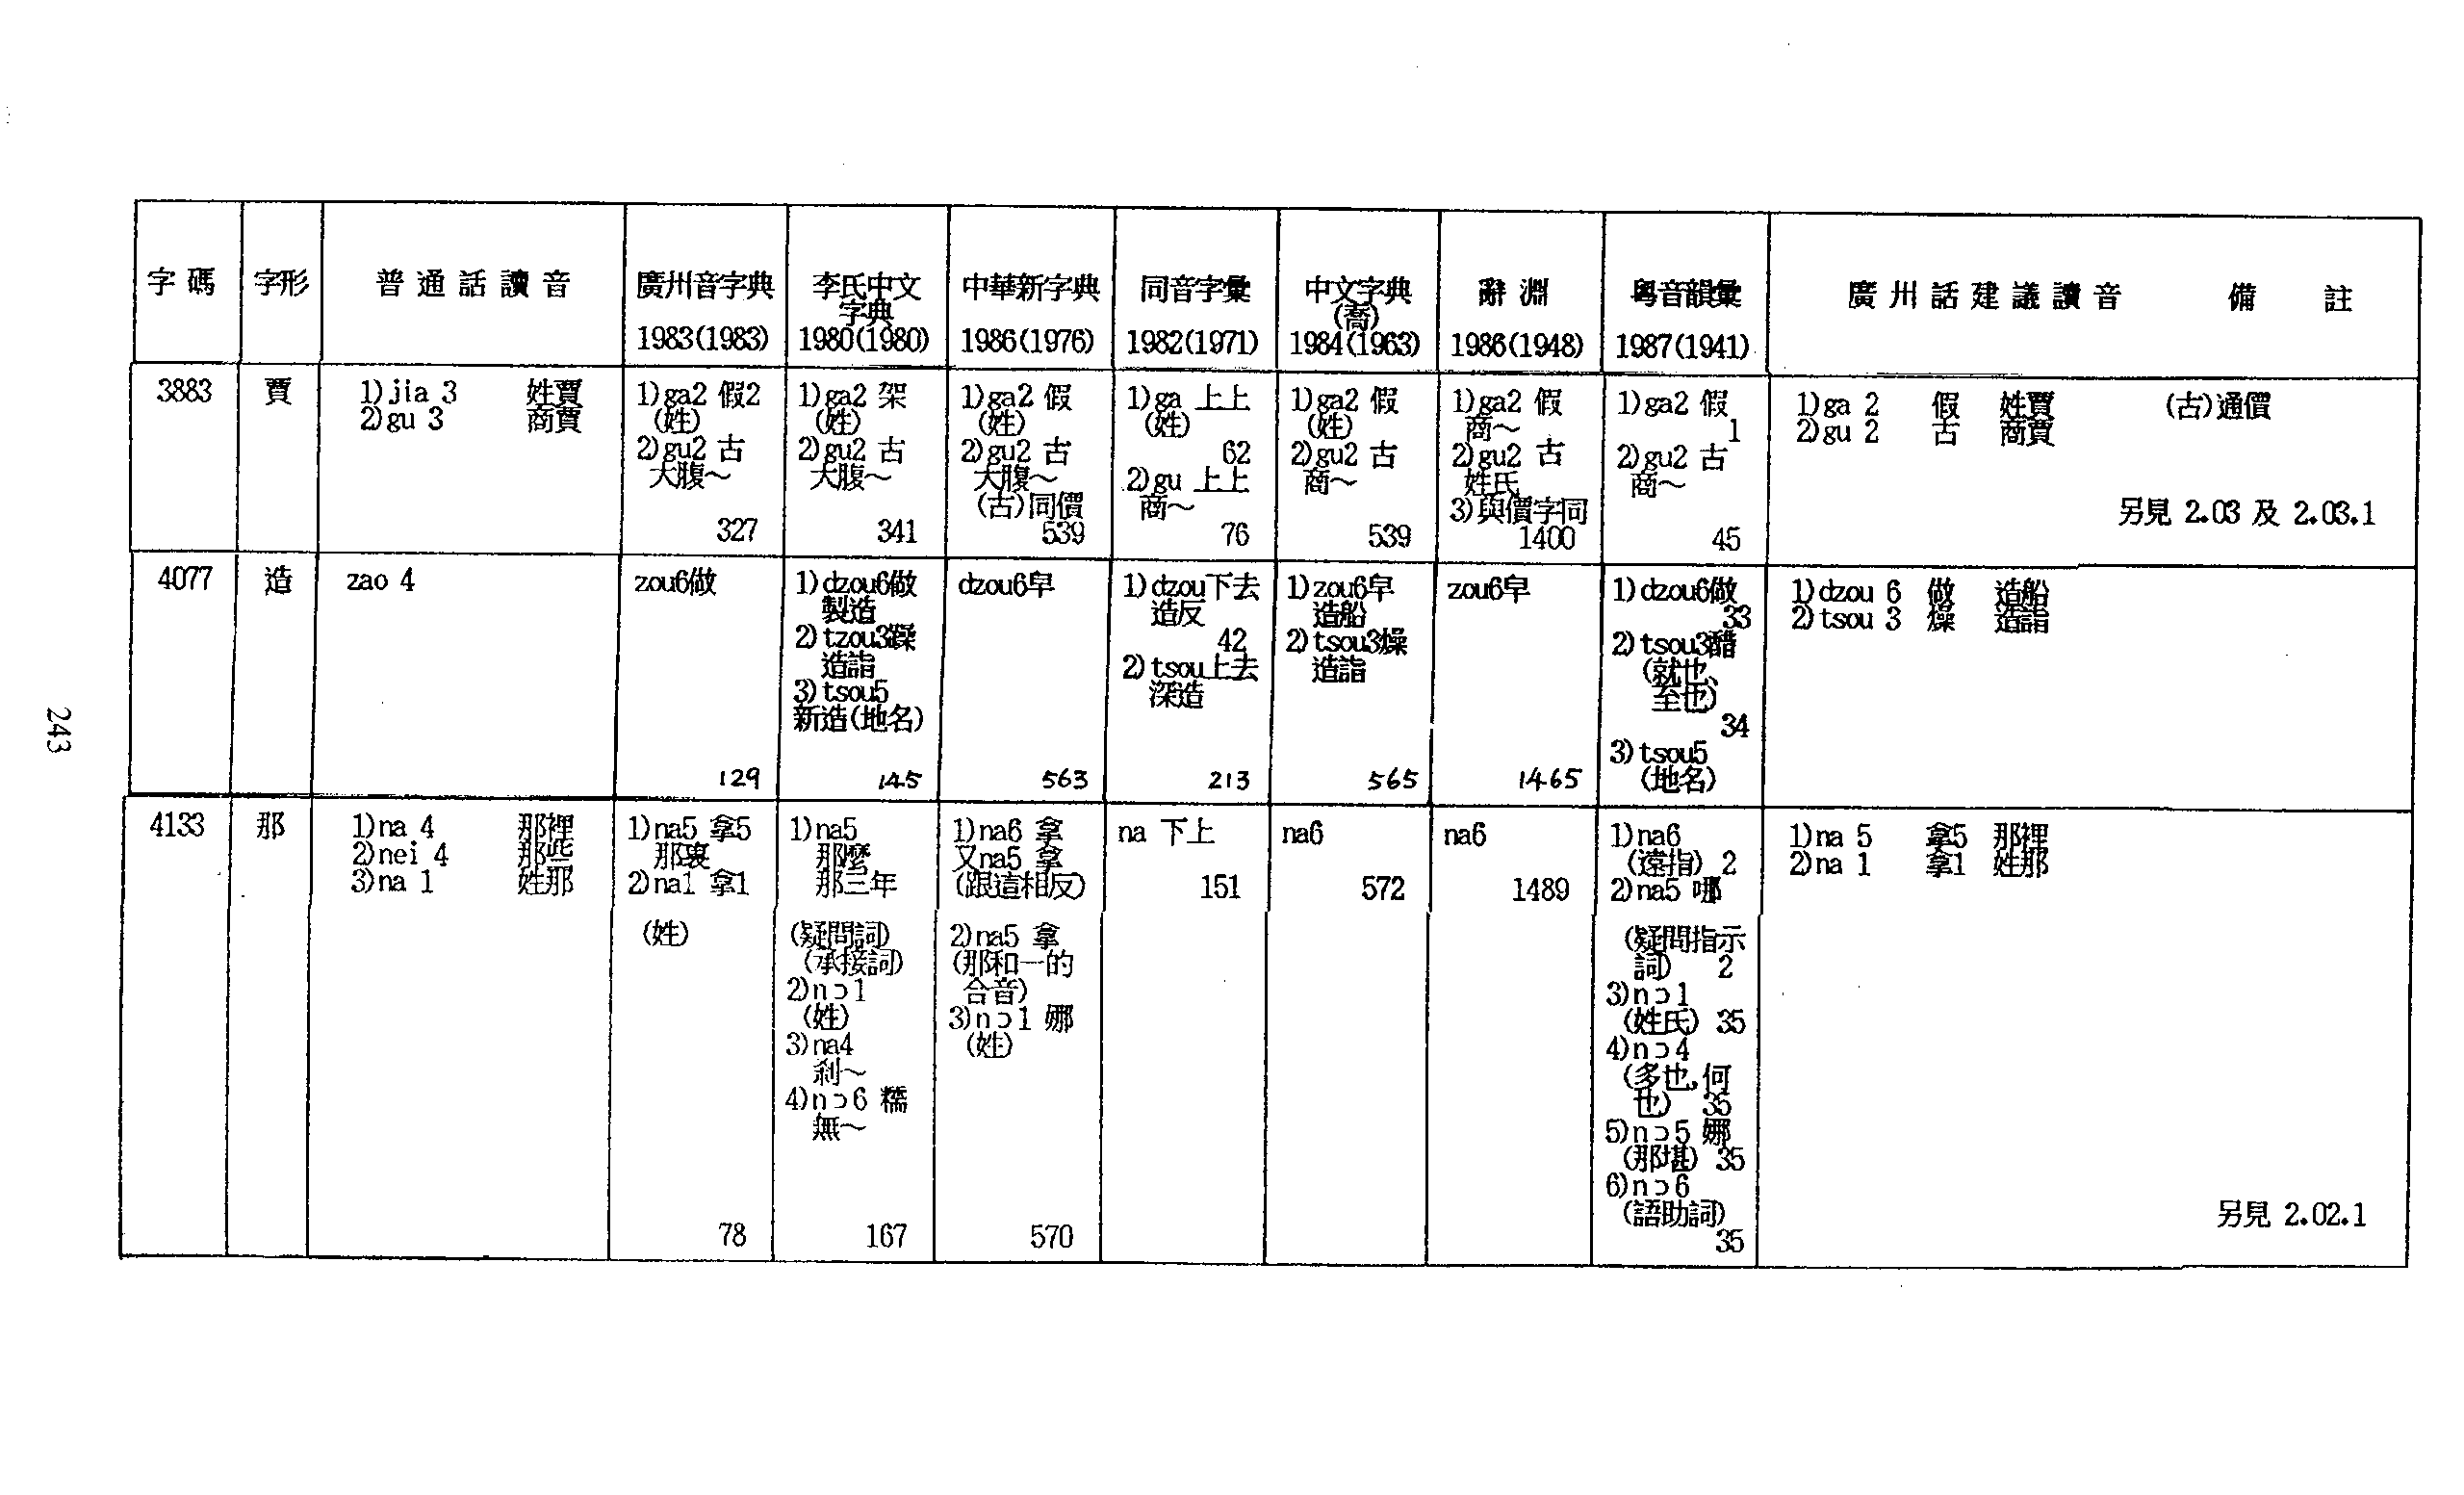 字 碼
字形
普 通 話 讀 音
廣州音字典
1983(1983)
李氏中文
字典
1980(1980)
中華新字典
1986(1976)
同音字彙
1982(1971)
中文字典
(喬)
1984(1963)
辭 淵
1986(1948)
粵音韻彙
1987(1941)
廣 州 話 建 議 讀 音
備 註
3883
賈
1)jia 3 姓賈
2)gu 3 商賈
1)ga2 假2
(姓)
2)gu2 古
大腹～
327
1)ga2 架
(姓)
2)gu2 古
大腹～
341
1)ga2 假
(姓)
2)gu2 古
大腹～
(古)同價
539
1)ga 上上
(姓)
62
2)gu 上上
商～
76
1)ga2 假
(姓)
2)gu2 古
商～
539
1)ga2 假
商～
2)gu2 古
姓氏
3)與價字同
1400
1)ga2 假
1
2)gu2 古
商～
45
1)ga 2 假 姓賈 (古)通價
2)gu 2 古 商賈
另見 2.03 及 2.03.1
4077
造
zao 4
zou6做
129
1)dzou6做
製造
2)tzou3躁
造詣
3)tsou5
新造(地名)
145
dzou6皁
563
1)dzou下去
造反
42
2)tsou上去
深造
213
1)zou6皁
造船
2)tsou3燥
造詣
565
zou6皁
1465
1)dzou6做
33
2)tsou3醋
(就也、
至也)
34
3)tsou5
(地名)
1)dzou 6 做 造船
2)tsou 3 燥 造詣
4133
那
1)na 4 那裡
2)nei 4 那些
3)na 1 姓那
1)na5 拿5
那裏
2)na1 拿1
(姓)
78
1)na5
那麼
那三年
(疑問詞)
(承接詞)
2)nɔ1
(姓)
3)na4
剎～
4)nɔ6 糯
無～
167
1)na6 拿
又na5 拿
(跟這相反)
2)na5 拿
(那和一的
合音)
3)nɔ1 娜
(姓)
570
na 下上
151
na6
572
na6
1489
1)na6
(遠指) 2
2)na5 哪
(疑問指示
詞) 2
3)nɔ1
(姓氏) 35
4)nɔ4
(多也,何
也) 35
5)nɔ5 娜
(那堪) 35
6)nɔ6
(語助詞)
35
1)na 5 拿5 那裡
2)na 1 拿1 姓那
另見 2.02.1
243